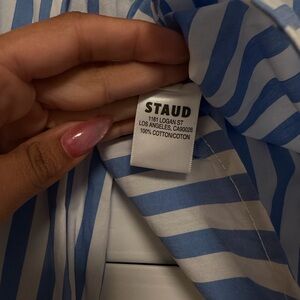 STAUD
1161 LOGAN ST
LOS ANGELES, CA90026
100% COTTON/COTON